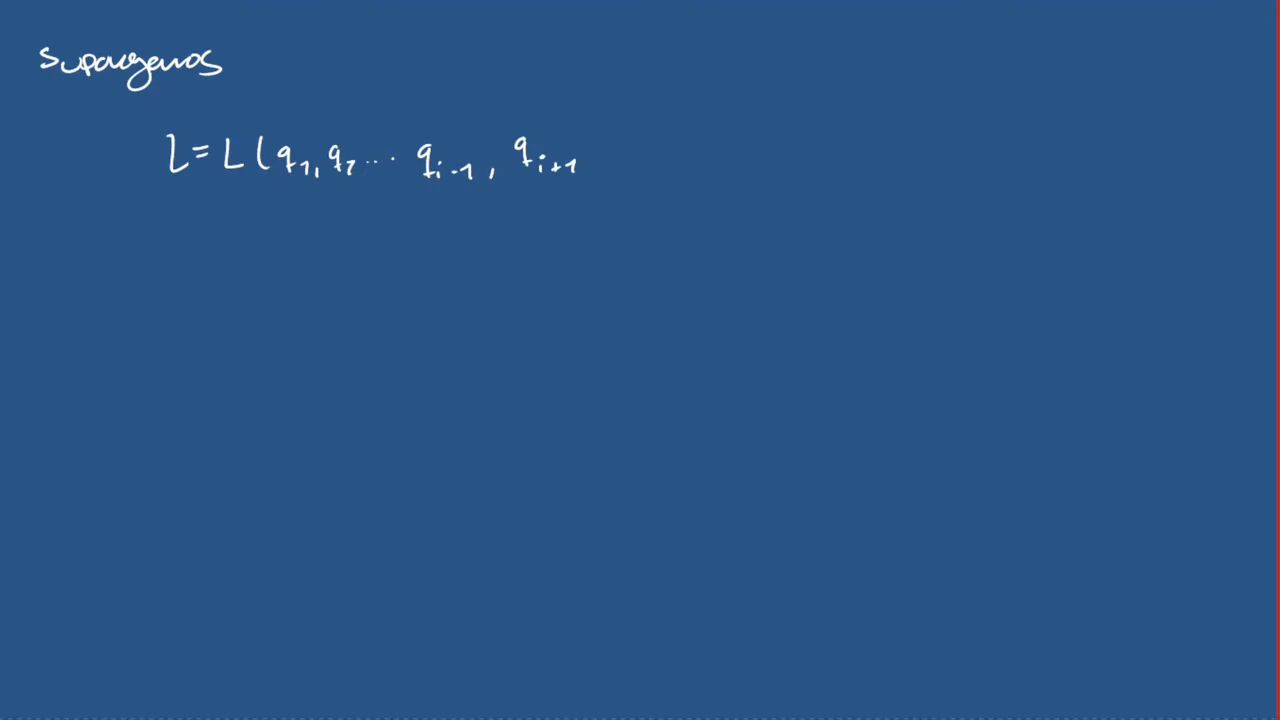 supongamos
L = L ( q₁, q₂ ... qᵢ₋₁ , qᵢ₊₁